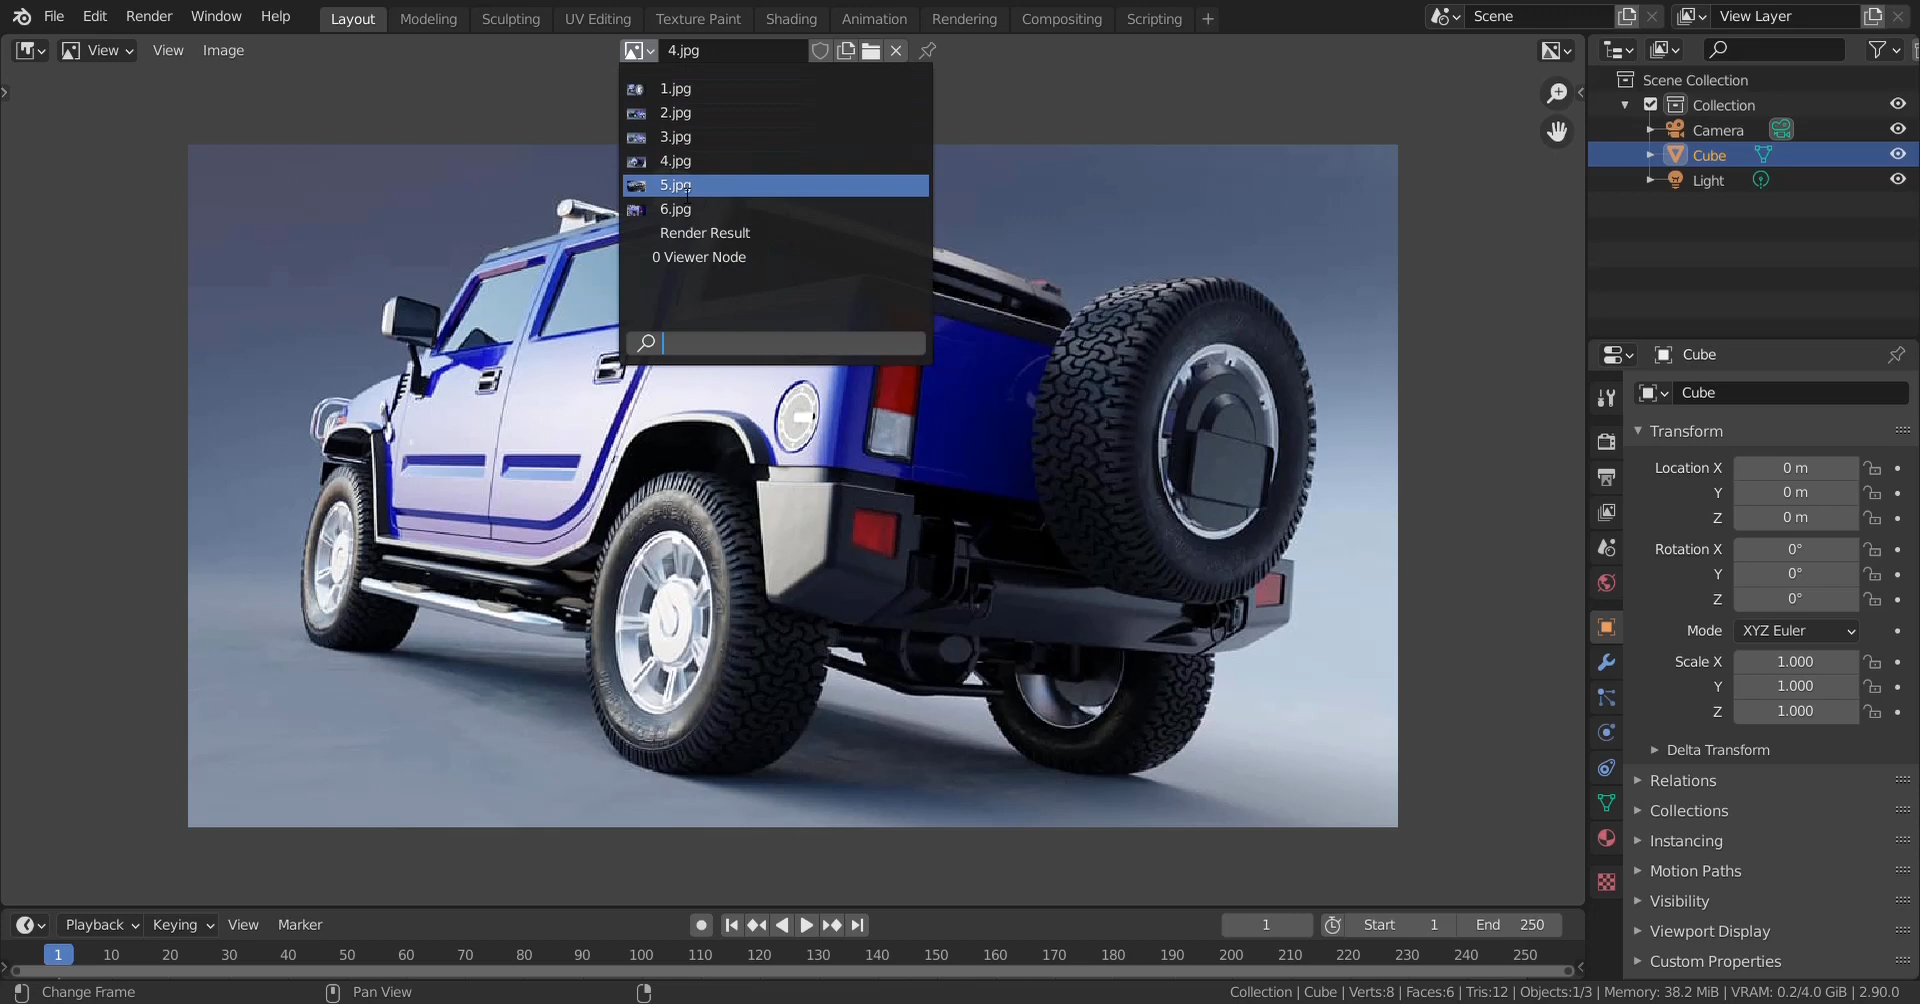 File Edit Render Window Help Layout Modeling Sculpting UV Editing Texture Paint Shading Animation Rendering Compositing Scripting Scene View Layer
View View Image 4.jpg
1.jpg
2.jpg
3.jpg
4.jpg
5.jpg
6.jpg
Render Result
0 Viewer Node
Scene Collection
Collection
Camera
Cube
Light
Cube
Cube
Transform
Location X 0 m
Y 0 m
Z 0 m
Rotation X 0°
Y 0°
Z 0°
Mode XYZ Euler
Scale X 1.000
Y 1.000
Z 1.000
Delta Transform
Relations
Collections
Instancing
Motion Paths
Visibility
Viewport Display
Custom Properties
Playback Keying View Marker 1 Start 1 End 250
1 10 20 30 40 50 60 70 80 90 100 110 120 130 140 150 160 170 180 190 200 210 220 230 240 250
Change Frame Pan View Collection | Cube | Verts:8 | Faces:6 | Tris:12 | Objects:1/3 | Memory: 38.2 MiB | VRAM: 0.2/4.0 GiB | 2.90.0